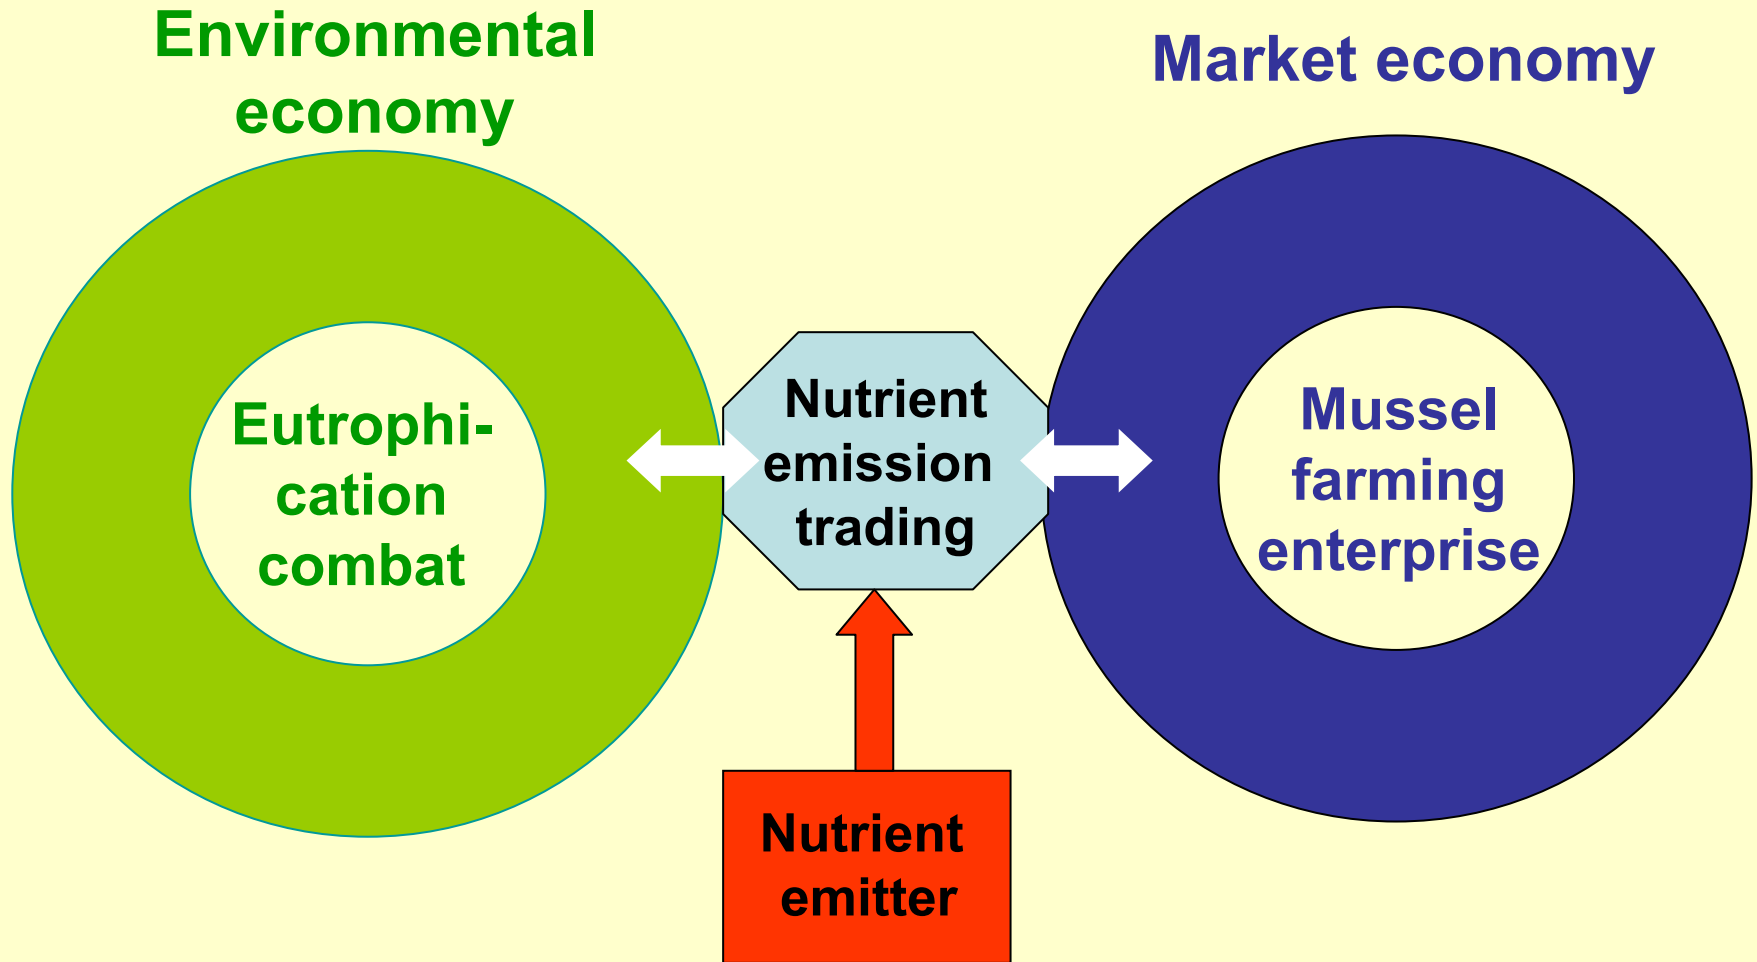 Environmental
economy
Market economy
Eutrophi-
cation
combat
Nutrient
emission
trading
Mussel
farming
enterprise
Nutrient
emitter